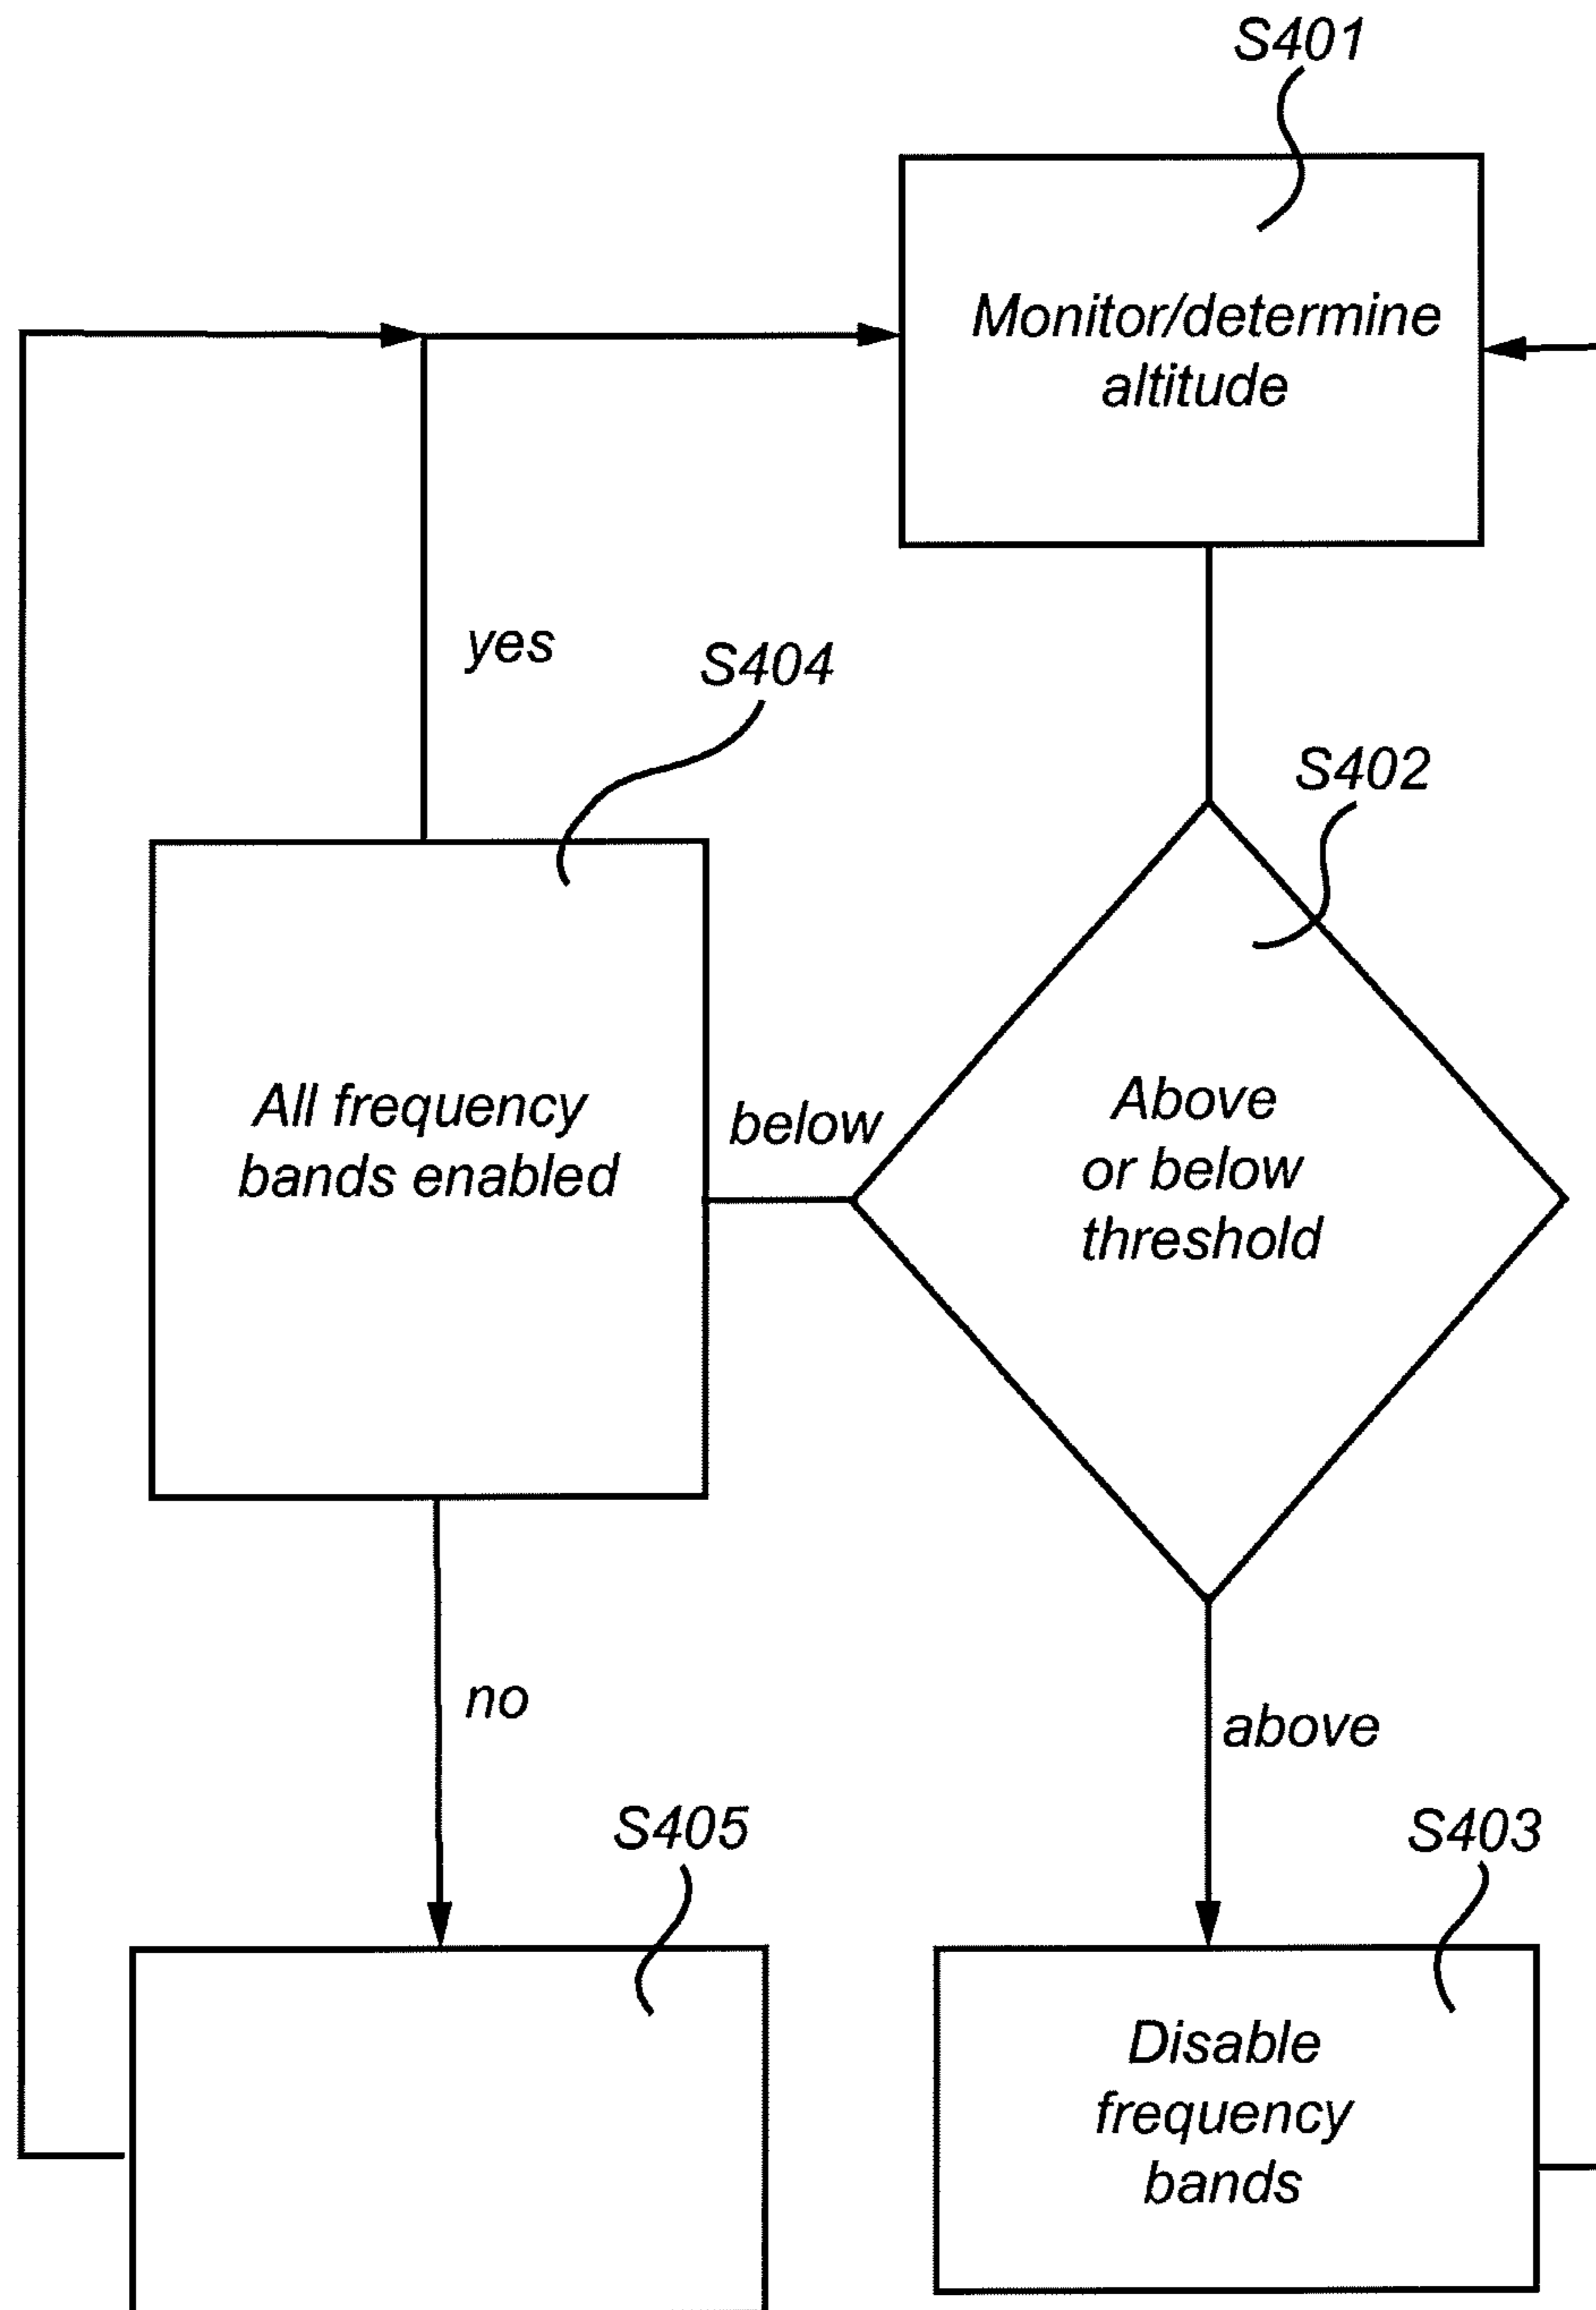 S401
Monitor/determine
altitude
yes
S404
S402
All frequency
bands enabled
below
Above
or below
threshold
no
above
S405
S403
Disable
frequency
bands